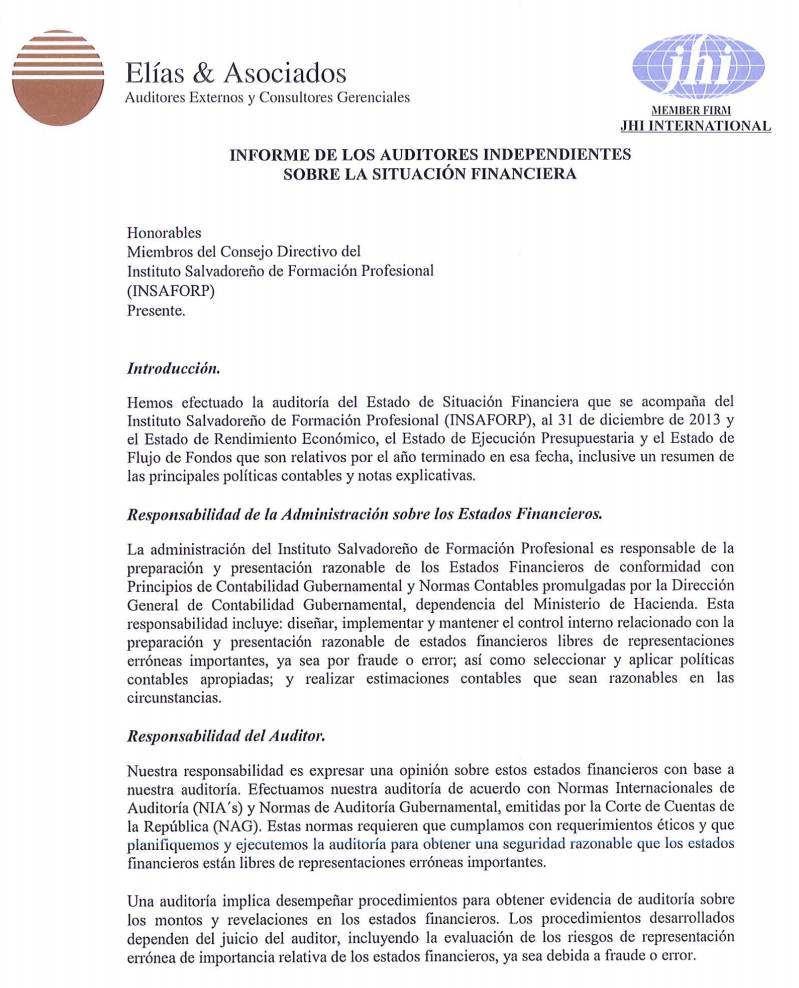 Elías & Asociados
Auditores Externos y Consultores Gerenciales
jhi
MEMBER FIRM
JHI INTERNATIONAL
INFORME DE LOS AUDITORES INDEPENDIENTES
SOBRE LA SITUACIÓN FINANCIERA
Honorables
Miembros del Consejo Directivo del
Instituto Salvadoreño de Formación Profesional
(INSAFORP)
Presente.
Introducción.
Hemos efectuado la auditoría del Estado de Situación Financiera que se acompaña del
Instituto Salvadoreño de Formación Profesional (INSAFORP), al 31 de diciembre de 2013 y
el Estado de Rendimiento Económico, el Estado de Ejecución Presupuestaria y el Estado de
Flujo de Fondos que son relativos por el año terminado en esa fecha, inclusive un resumen de
las principales políticas contables y notas explicativas.
Responsabilidad de la Administración sobre los Estados Financieros.
La administración del Instituto Salvadoreño de Formación Profesional es responsable de la
preparación y presentación razonable de los Estados Financieros de conformidad con
Principios de Contabilidad Gubernamental y Normas Contables promulgadas por la Dirección
General de Contabilidad Gubernamental, dependencia del Ministerio de Hacienda. Esta
responsabilidad incluye: diseñar, implementar y mantener el control interno relacionado con la
preparación y presentación razonable de estados financieros libres de representaciones
erróneas importantes, ya sea por fraude o error; así como seleccionar y aplicar políticas
contables apropiadas; y realizar estimaciones contables que sean razonables en las
circunstancias.
Responsabilidad del Auditor.
Nuestra responsabilidad es expresar una opinión sobre estos estados financieros con base a
nuestra auditoría. Efectuamos nuestra auditoría de acuerdo con Normas Internacionales de
Auditoría (NIA´s) y Normas de Auditoría Gubernamental, emitidas por la Corte de Cuentas de
la República (NAG). Estas normas requieren que cumplamos con requerimientos éticos y que
planifiquemos y ejecutemos la auditoría para obtener una seguridad razonable que los estados
financieros están libres de representaciones erróneas importantes.
Una auditoría implica desempeñar procedimientos para obtener evidencia de auditoría sobre
los montos y revelaciones en los estados financieros. Los procedimientos desarrollados
dependen del juicio del auditor, incluyendo la evaluación de los riesgos de representación
errónea de importancia relativa de los estados financieros, ya sea debida a fraude o error.